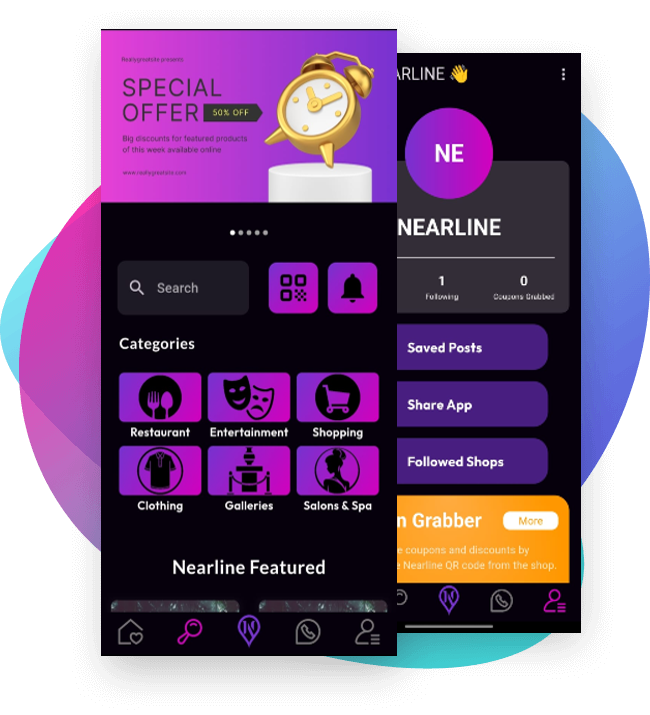 Reallygreatsite presents
SPECIAL
OFFER
50% OFF
Big discounts for featured products
of this week available online
www.reallygreatsite.com
Search
Categories
Restaurant
Entertainment
Shopping
Clothing
Galleries
Salons & Spa
Nearline Featured
ARLINE 👋
NE
NEARLINE
1
Following
0
Coupons Grabbed
Saved Posts
Share App
Followed Shops
n Grabber
More
e coupons and discounts by
e Nearline QR code from the shop.